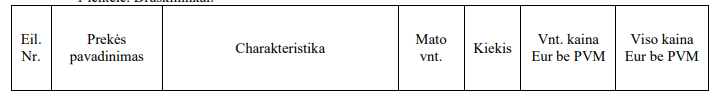 Eil. Nr.
Prekės pavadinimas
Charakteristika
Mato vnt.
Kiekis
Vnt. kaina Eur be PVM
Viso kaina Eur be PVM